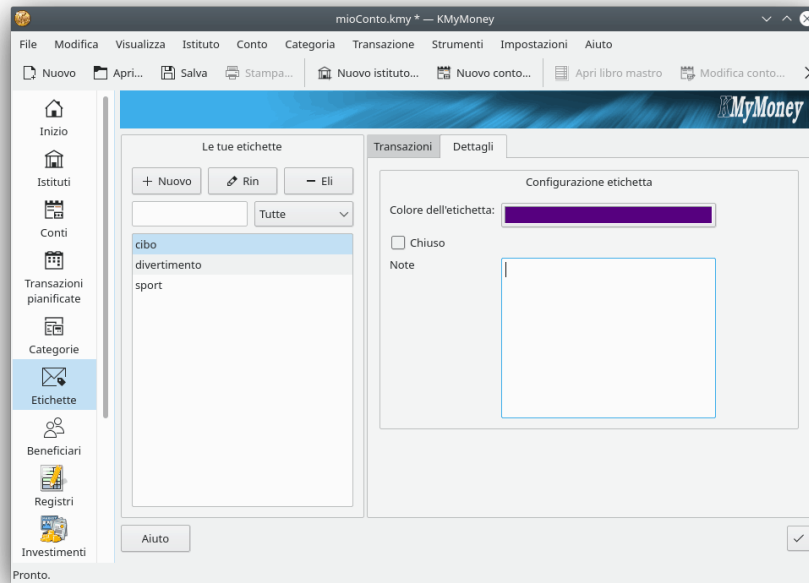 mioConto.kmy * — KMyMoney
File Modifica Visualizza Istituto Conto Categoria Transazione Strumenti Impostazioni Aiuto
Nuovo Apri... Salva Stampa... Nuovo istituto... Nuovo conto... Apri libro mastro Modifica conto...
KMyMoney
Inizio
Istituti
Conti
Transazioni
pianificate
Categorie
Etichette
Beneficiari
Registri
Investimenti
Le tue etichette
+ Nuovo Rin − Eli
Tutte
cibo
divertimento
sport
Transazioni Dettagli
Configurazione etichetta
Colore dell'etichetta:
Chiuso
Note
Aiuto
Pronto.